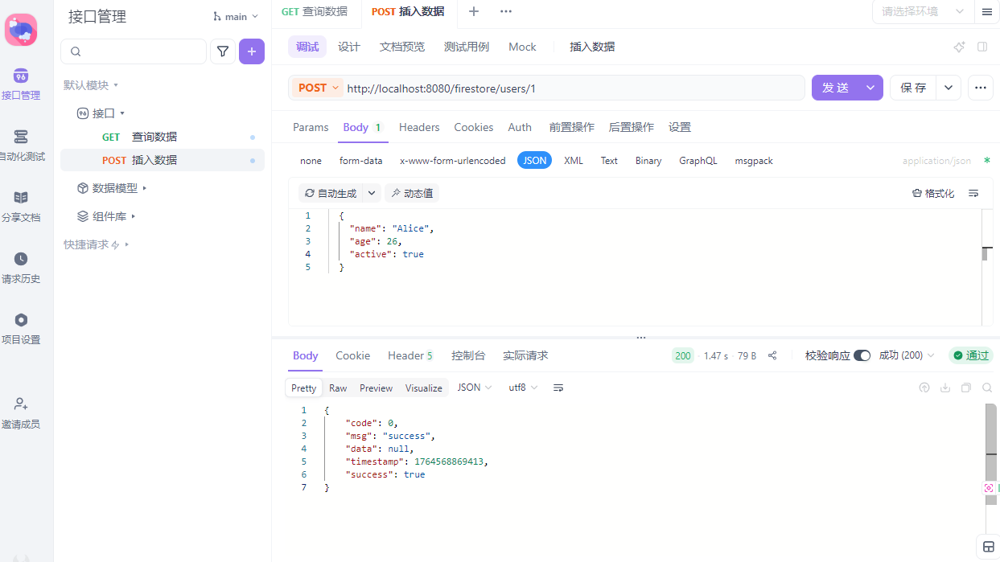 接口管理
自动化测试
分享文档
请求历史
项目设置
邀请成员
接口管理 main
默认模块
接口
GET 查询数据
POST 插入数据
数据模型
组件库
快捷请求
GET 查询数据 POST 插入数据 请选择环境
调试 设计 文档预览 测试用例 Mock 插入数据
POST http://localhost:8080/firestore/users/1 发 送 保 存
Params Body 1 Headers Cookies Auth 前置操作 后置操作 设置
none form-data x-www-form-urlencoded JSON XML Text Binary GraphQL msgpack application/json
自动生成 动态值 格式化
1 {
2 "name": "Alice",
3 "age": 26,
4 "active": true
5 }
Body Cookie Header 5 控制台 实际请求 200 · 1.47 s · 79 B 校验响应 成功 (200) 通过
Pretty Raw Preview Visualize JSON utf8
1 {
2 "code": 0,
3 "msg": "success",
4 "data": null,
5 "timestamp": 1764568869413,
6 "success": true
7 }